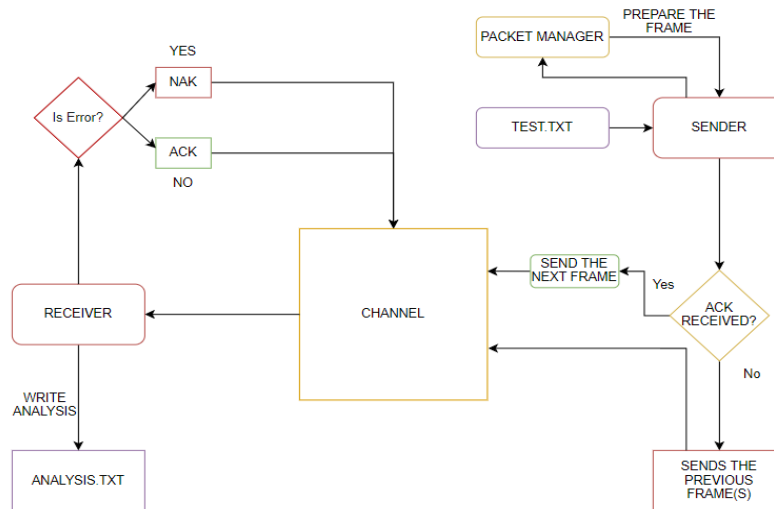 PREPARE THE
FRAME
PACKET MANAGER
YES
NAK
Is Error?
TEST.TXT
SENDER
ACK
NO
SEND THE
NEXT FRAME
Yes
RECEIVER
CHANNEL
ACK
RECEIVED?
No
WRITE
ANALYSIS
ANALYSIS.TXT
SENDS THE
PREVIOUS
FRAME(S)